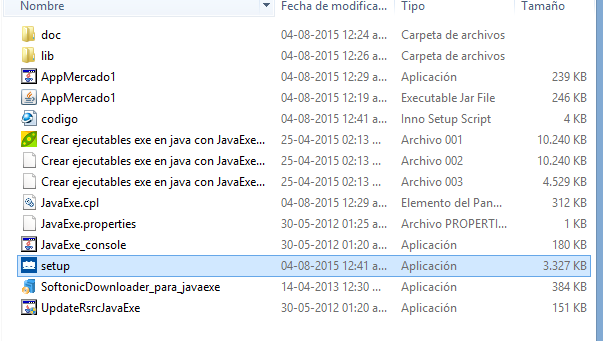 Nombre Fecha de modifica... Tipo Tamaño
doc 04-08-2015 12:24 a... Carpeta de archivos
lib 04-08-2015 12:26 a... Carpeta de archivos
AppMercado1 04-08-2015 12:29 a... Aplicación 239 KB
AppMercado1 04-08-2015 12:19 a... Executable Jar File 246 KB
codigo 04-08-2015 12:41 a... Inno Setup Script 4 KB
Crear ejecutables exe en java con JavaExe... 25-04-2015 02:13 ... Archivo 001 10.240 KB
Crear ejecutables exe en java con JavaExe... 25-04-2015 02:13 ... Archivo 002 10.240 KB
Crear ejecutables exe en java con JavaExe... 25-04-2015 02:13 ... Archivo 003 4.529 KB
JavaExe.cpl 04-08-2015 12:29 a... Elemento del Pan... 312 KB
JavaExe.properties 30-05-2012 01:25 a... Archivo PROPERTI... 1 KB
JavaExe_console 30-05-2012 01:20 a... Aplicación 180 KB
setup 04-08-2015 12:41 a... Aplicación 3.327 KB
SoftonicDownloader_para_javaexe 14-04-2013 12:30 ... Aplicación 384 KB
UpdateRsrcJavaExe 30-05-2012 01:20 a... Aplicación 151 KB